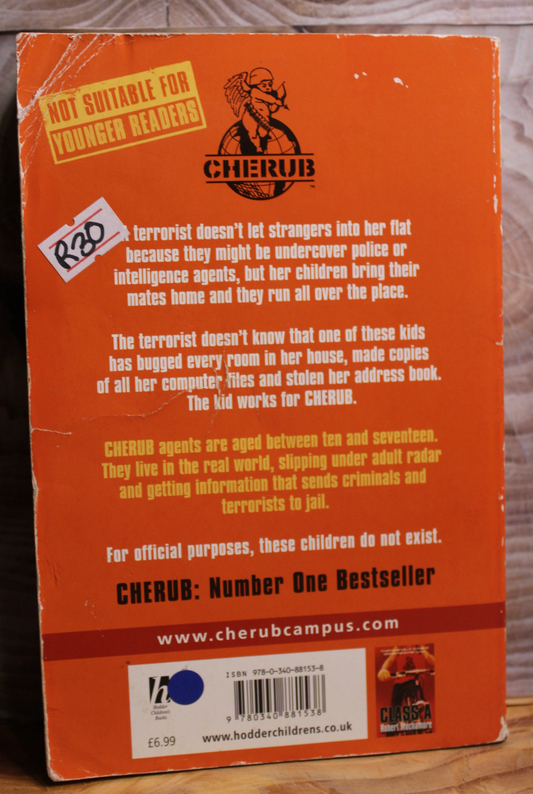 NOT SUITABLE FOR
YOUNGER READERS
CHERUB
TM
R30
terrorist doesn't let strangers into her flat
because they might be undercover police or
intelligence agents, but her children bring their
mates home and they run all over the place.
The terrorist doesn't know that one of these kids
has bugged every room in her house, made copies
of all her computer files and stolen her address book.
The kid works for CHERUB.
CHERUB agents are aged between ten and seventeen.
They live in the real world, slipping under adult radar
and getting information that sends criminals and
terrorists to jail.
For official purposes, these children do not exist.
CHERUB: Number One Bestseller
www.cherubcampus.com
ISBN 978-0-340-88153-8
h
Hodder
Children's
Books
9 780340 881538
£6.99
www.hodderchildrens.co.uk
CLASS A
Robert Muchamore